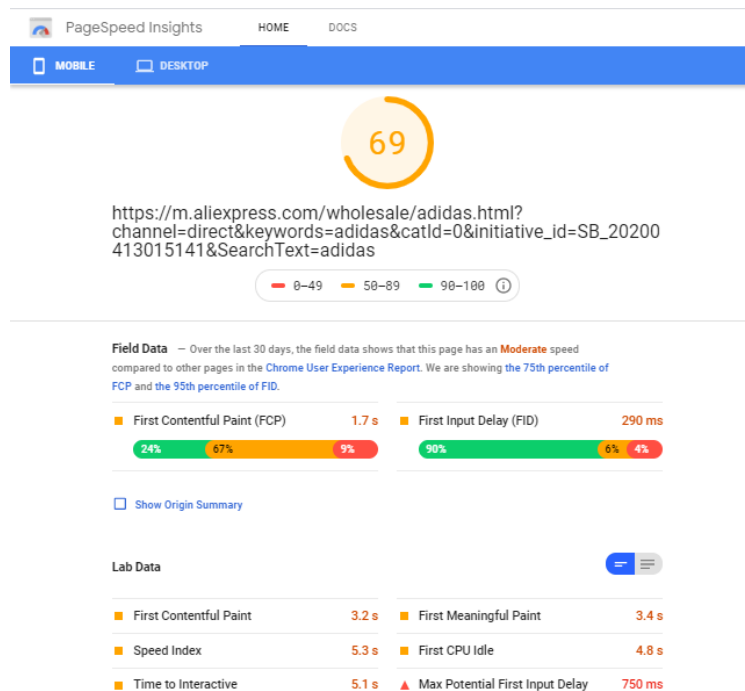 PageSpeed Insights HOME DOCS
MOBILE DESKTOP
69
https://m.aliexpress.com/wholesale/adidas.html?
channel=direct&keywords=adidas&catId=0&initiative_id=SB_20200
413015141&SearchText=adidas
0–49 50–89 90–100
Field Data — Over the last 30 days, the field data shows that this page has an Moderate speed
compared to other pages in the Chrome User Experience Report. We are showing the 75th percentile of
FCP and the 95th percentile of FID.
First Contentful Paint (FCP) 1.7 s First Input Delay (FID) 290 ms
24% 67% 9% 90% 6% 4%
Show Origin Summary
Lab Data
First Contentful Paint 3.2 s First Meaningful Paint 3.4 s
Speed Index 5.3 s First CPU Idle 4.8 s
Time to Interactive 5.1 s Max Potential First Input Delay 750 ms